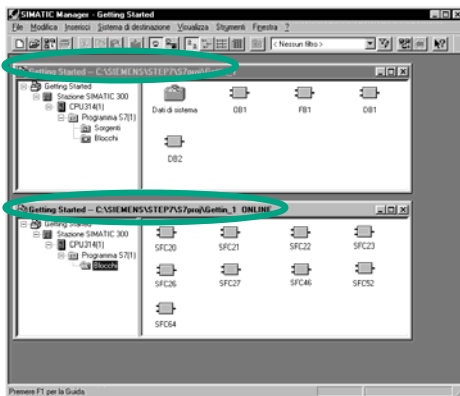 SIMATIC Manager - Getting Started
File Modifica Inserisci Sistema di destinazione Visualizza Strumenti Finestra ?
< Nessun filtro >
Getting Started -- C:\SIEMENS\STEP7\S7proj\Gettin_1
Getting Started
Stazione SIMATIC 300
CPU314(1)
Programma S7(1)
Sorgenti
Blocchi
Dati di sistema
OB1
FB1
DB1
DB2
Getting Started -- C:\SIEMENS\STEP7\S7proj\Gettin_1 ONLINE
Getting Started
Stazione SIMATIC 300
CPU314(1)
Programma S7(1)
Blocchi
SFC20
SFC21
SFC22
SFC23
SFC26
SFC27
SFC46
SFC52
SFC64
Premere F1 per la Guida.